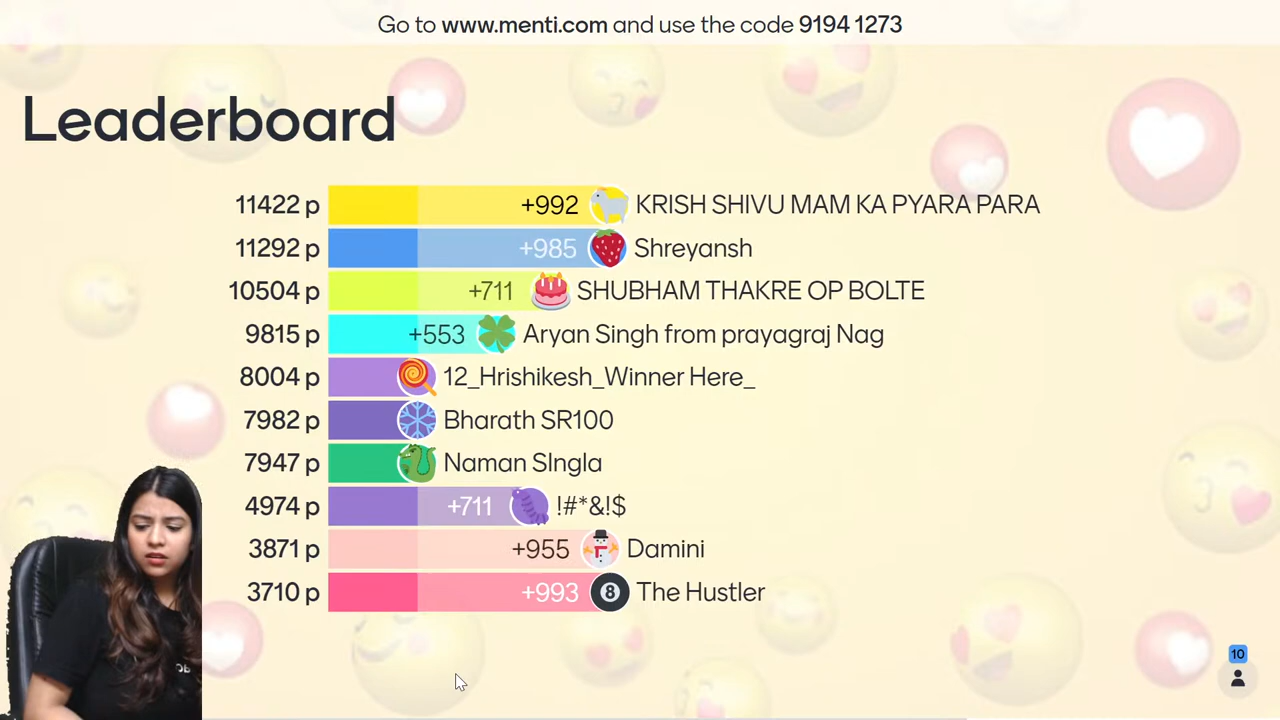 Go to www.menti.com and use the code 9194 1273
Leaderboard
11422 p +992 KRISH SHIVU MAM KA PYARA PARA
11292 p +985 Shreyansh
10504 p +711 SHUBHAM THAKRE OP BOLTE
9815 p +553 Aryan Singh from prayagraj Nag
8004 p 12_Hrishikesh_Winner Here_
7982 p Bharath SR100
7947 p Naman SIngla
4974 p +711 !#*&!$
3871 p +955 Damini
3710 p +993 8 The Hustler
10